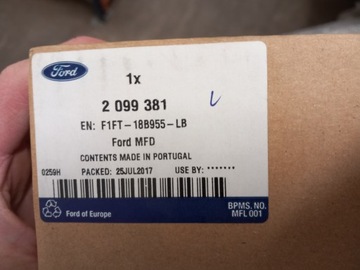 Ford
1x
2 099 381
EN: F1FT-18B955-LB
Ford MFD
CONTENTS MADE IN PORTUGAL
0259H PACKED: 25JUL2017 USE BY: *******
Ford of Europe
BPMS. NO.
MFL 001